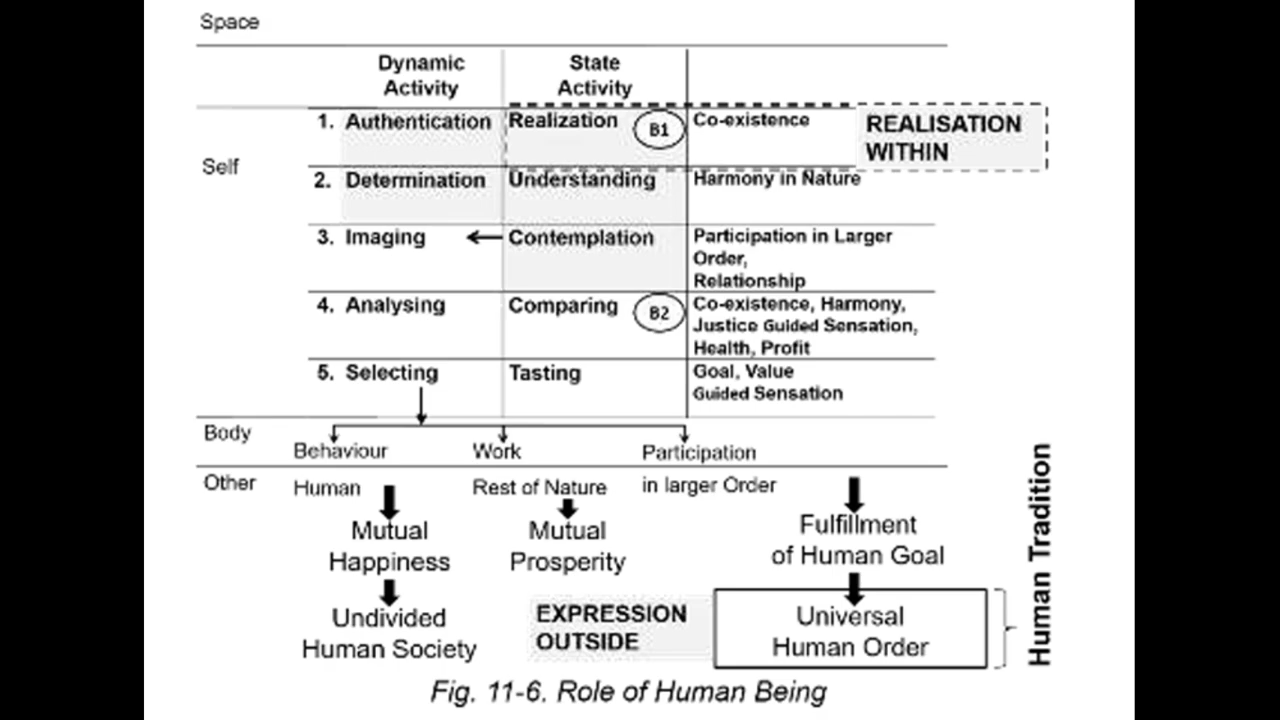 Space
Dynamic Activity State Activity
1. Authentication Realization B1 Co-existence REALISATION WITHIN
Self
2. Determination Understanding Harmony in Nature
3. Imaging Contemplation Participation in Larger Order, Relationship
4. Analysing Comparing B2 Co-existence, Harmony, Justice Guided Sensation, Health, Profit
5. Selecting Tasting Goal, Value Guided Sensation
Body
Behaviour Work Participation
Other Human Rest of Nature in larger Order
Mutual Happiness Mutual Prosperity Fulfillment of Human Goal
Undivided Human Society EXPRESSION OUTSIDE Universal Human Order
Human Tradition
Fig. 11-6. Role of Human Being